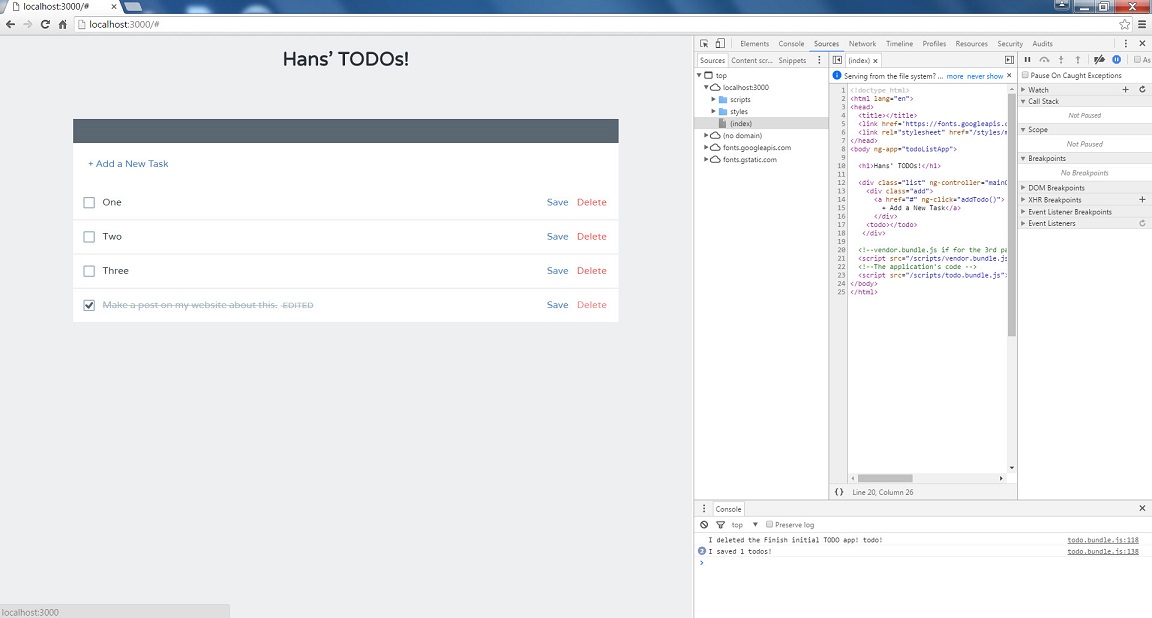 localhost:3000/#
localhost:3000/#
Hans' TODOs!
+ Add a New Task
One Save Delete
Two Save Delete
Three Save Delete
Make a post on my website about this. EDITED Save Delete
localhost:3000
Elements Console Sources Network Timeline Profiles Resources Security Audits
Sources Content scr... Snippets
top
localhost:3000
scripts
styles
(index)
(no domain)
fonts.googleapis.com
fonts.gstatic.com
(index)
Serving from the file system? ... more never show
1 <!doctype html>
2 <html lang="en">
3 <head>
4 <title></title>
5 <link href='https://fonts.googleapis.c
6 <link rel="stylesheet" href="/styles/m
7 </head>
8 <body ng-app="todoListApp">
9
10 <h1>Hans' TODOs!</h1>
11
12 <div class="list" ng-controller="mainC
13 <div class="add">
14 <a href="#" ng-click="addTodo()">
15 + Add a New Task</a>
16 </div>
17 <todo></todo>
18 </div>
19
20 <!--vendor.bundle.js if for the 3rd pa
21 <script src="/scripts/vendor.bundle.js
22 <!--The application's code -->
23 <script src="/scripts/todo.bundle.js">
24 </body>
25 </html>
{} Line 20, Column 26
As
Pause On Caught Exceptions
Watch
Call Stack
Not Paused
Scope
Not Paused
Breakpoints
No Breakpoints
DOM Breakpoints
XHR Breakpoints
Event Listener Breakpoints
Event Listeners
Console
top Preserve log
I deleted the Finish initial TODO app! todo! todo.bundle.js:118
2 I saved 1 todos! todo.bundle.js:138